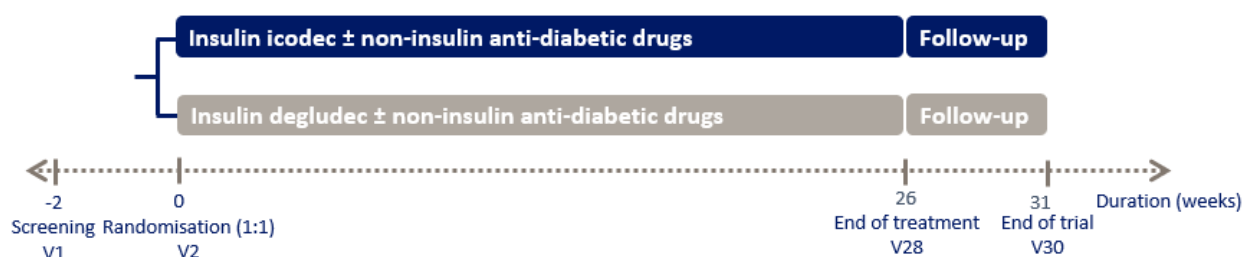 Insulin icodec ± non-insulin anti-diabetic drugs Follow-up
Insulin degludec ± non-insulin anti-diabetic drugs Follow-up
-2 0 26 31 Duration (weeks)
Screening Randomisation (1:1) End of treatment End of trial
V1 V2 V28 V30